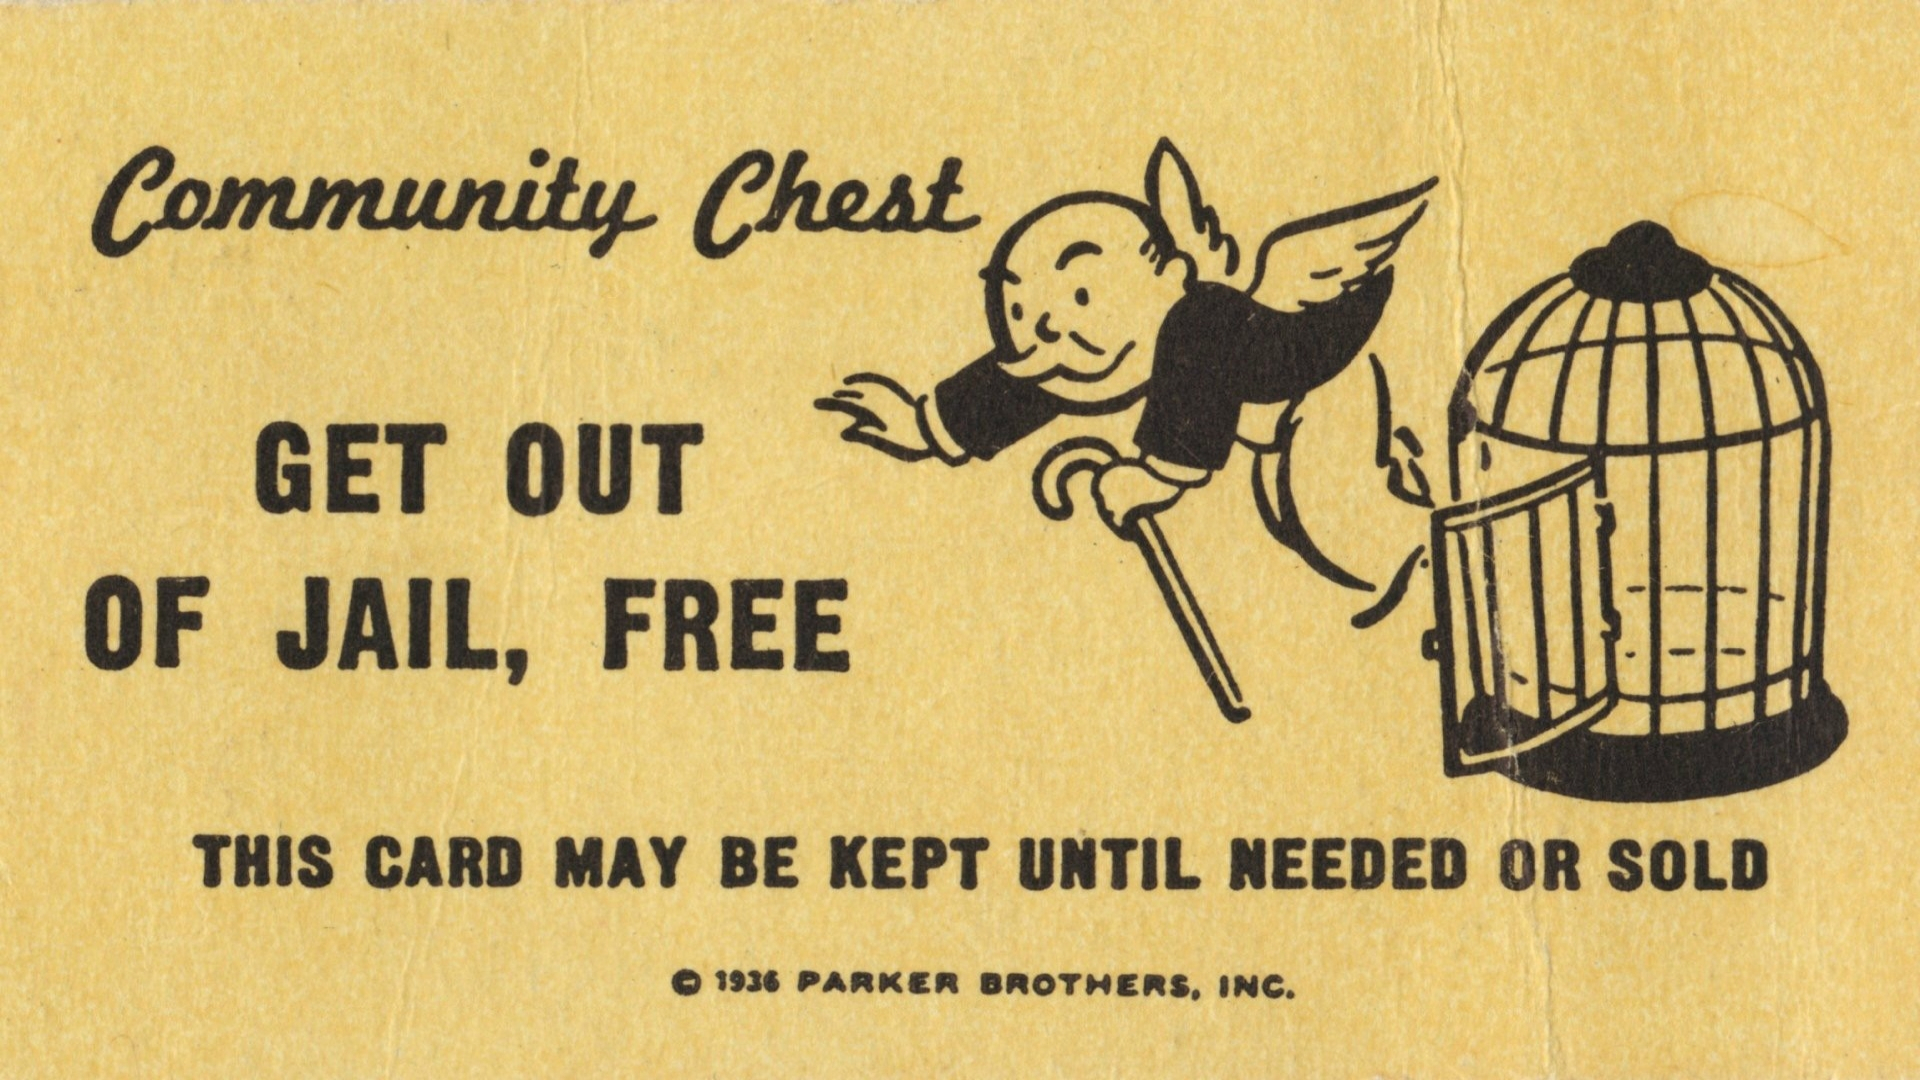 Community Chest
GET OUT
OF JAIL, FREE
THIS CARD MAY BE KEPT UNTIL NEEDED OR SOLD
© 1936 PARKER BROTHERS, INC.